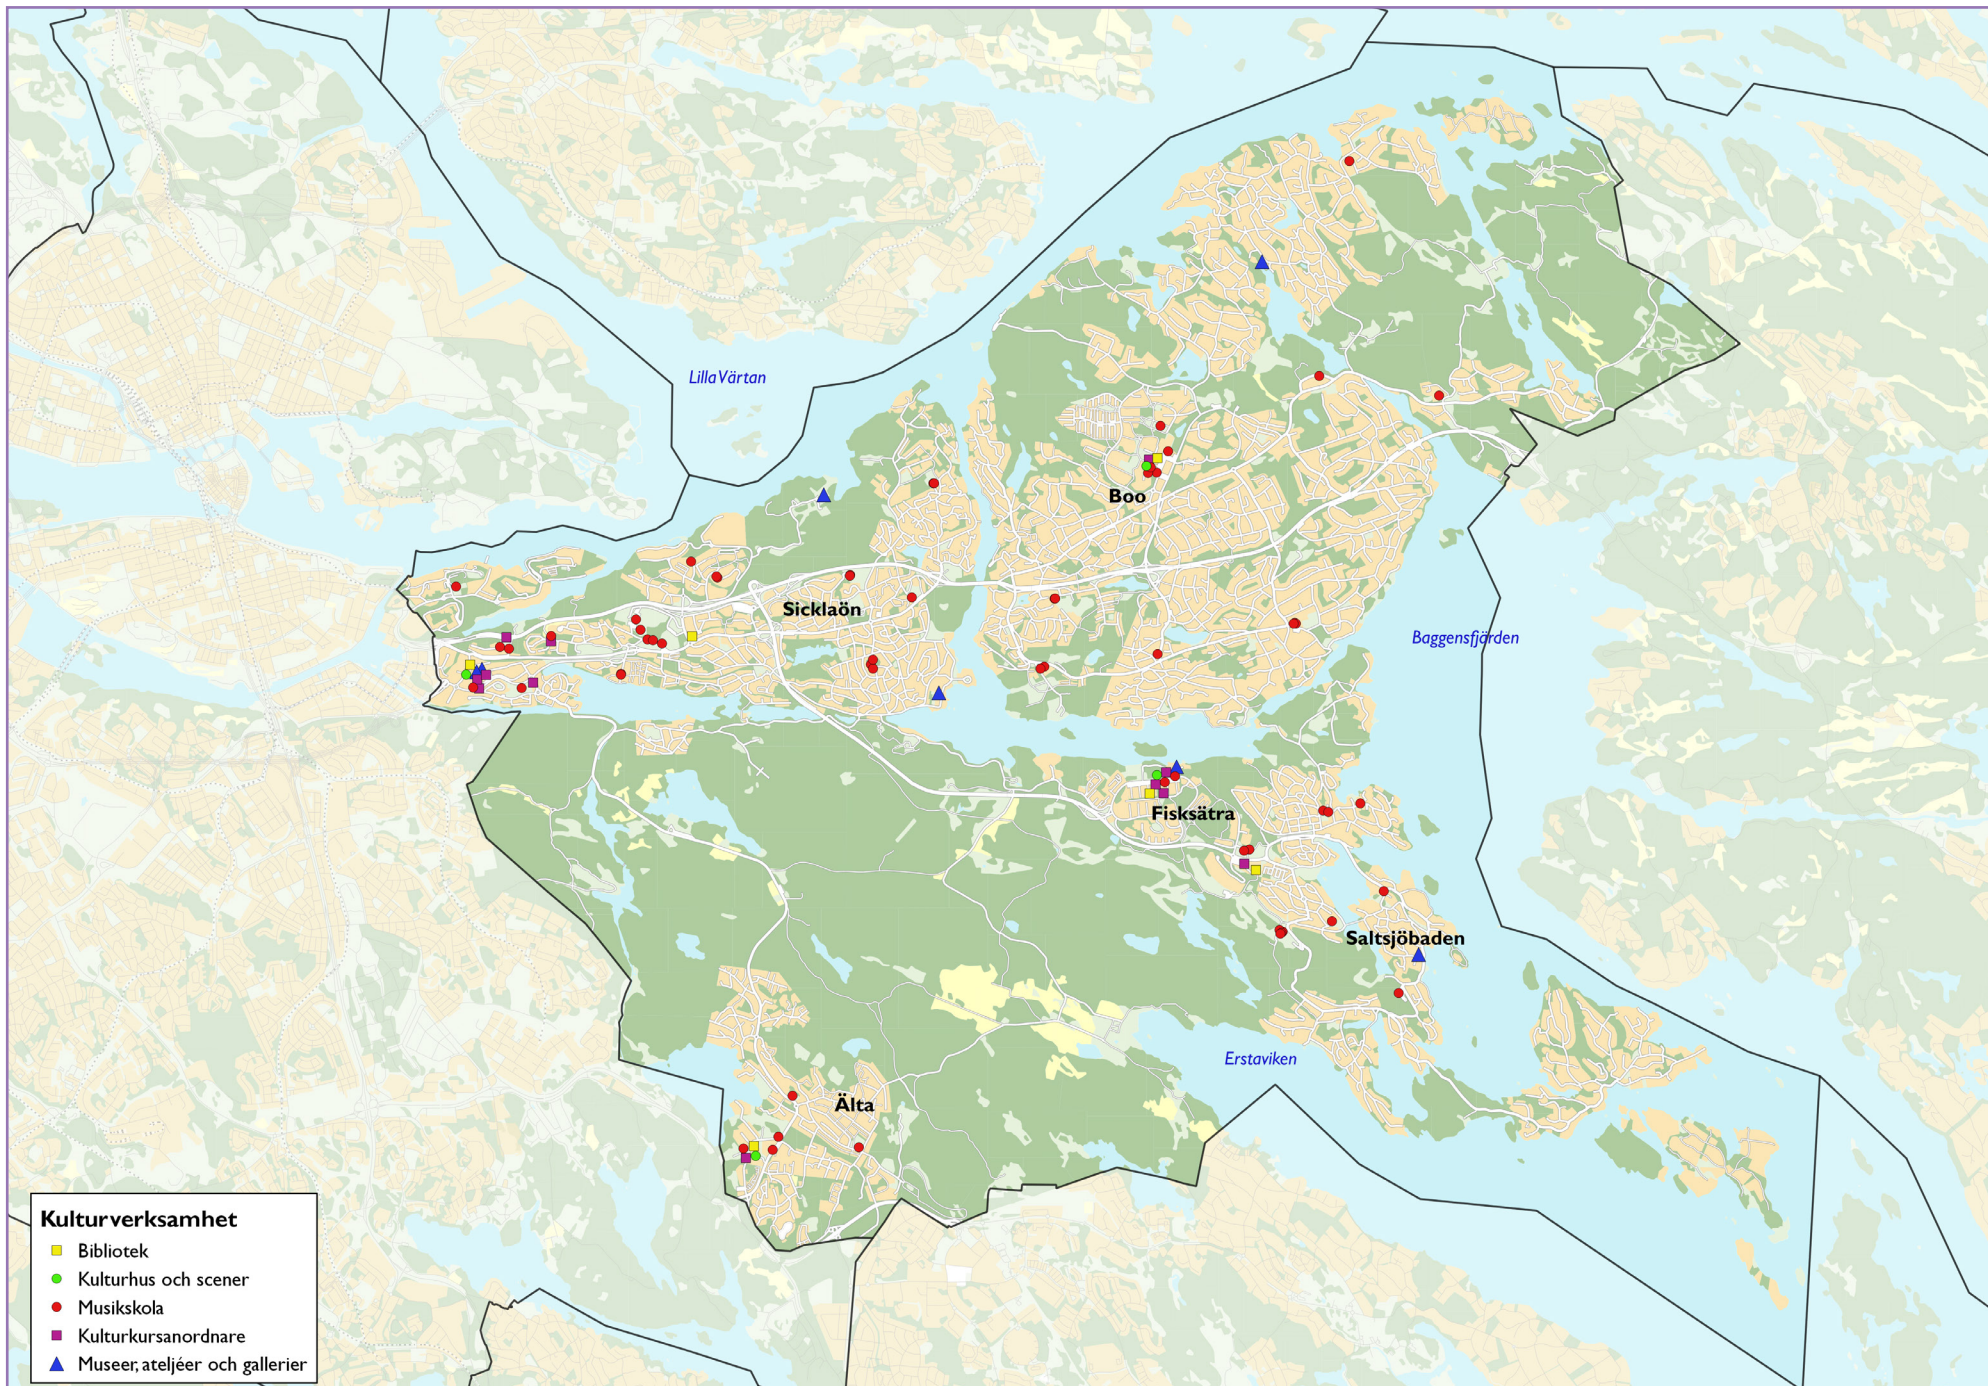 Lilla Värtan
Boo
Sicklaön
Baggensfjärden
Fisksätra
Saltsjöbaden
Erstaviken
Älta
Kulturverksamhet
Bibliotek
Kulturhus och scener
Musikskola
Kulturkursanordnare
Museer, ateljéer och gallerier